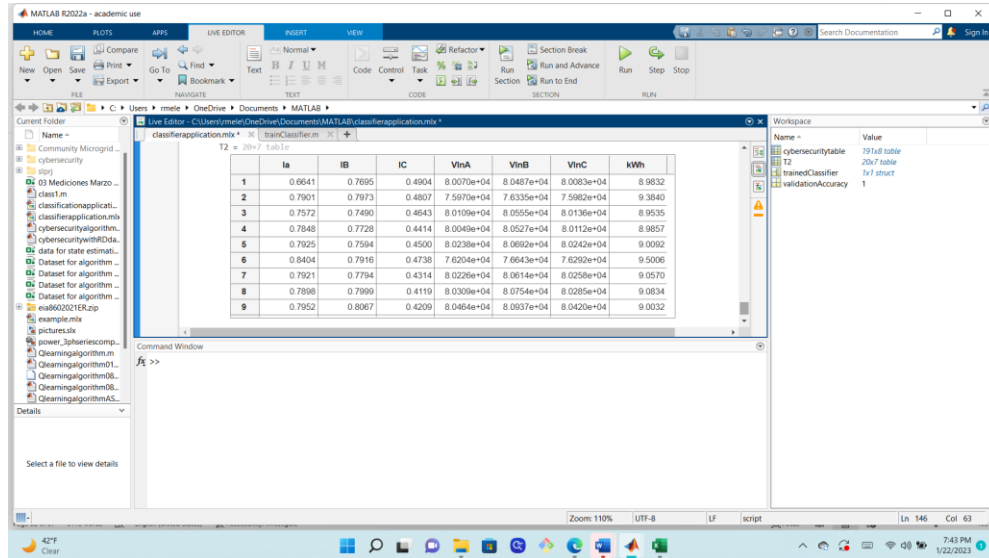 MATLAB R2022a - academic use
HOME PLOTS APPS LIVE EDITOR INSERT VIEW
Search Documentation Sign In
New Open Save Compare Print Export
Go To Find Bookmark
Text Normal B I U M
Code Control Task Refactor
Run Section Section Break Run and Advance Run to End
Run Step Stop
FILE NAVIGATE TEXT CODE SECTION RUN
C: Users rmele OneDrive Documents MATLAB
Current Folder
Name
Community Microgrid ...
cybersecurity
slprj
03 Mediciones Marzo ...
class1.m
classificationapplicati...
classifierapplication.mlx
cybersecurityalgorithm...
cybersecuritywithRDda...
data for state estimati...
Dataset for algorithm ...
Dataset for algorithm ...
Dataset for algorithm ...
Dataset for algorithm ...
eia8602021ER.zip
example.mlx
pictures.slx
power_3phseriescomp...
Qlearningalgorithm.m
Qlearningalgorithm01...
Qlearningalgorithm08...
Qlearningalgorithm08...
QlearningalgorithmAS...
Details
Select a file to view details
Live Editor - C:\Users\rmele\OneDrive\Documents\MATLAB\classifierapplication.mlx *
classifierapplication.mlx * trainClassifier.m +
T2 = 20×7 table
Ia IB IC VlnA VlnB VlnC kWh
1 0.6641 0.7695 0.4904 8.0070e+04 8.0487e+04 8.0083e+04 8.9832
2 0.7901 0.7973 0.4807 7.5970e+04 7.6335e+04 7.5982e+04 9.3840
3 0.7572 0.7490 0.4643 8.0109e+04 8.0555e+04 8.0136e+04 8.9535
4 0.7848 0.7728 0.4414 8.0049e+04 8.0527e+04 8.0112e+04 8.9857
5 0.7925 0.7594 0.4500 8.0238e+04 8.0692e+04 8.0242e+04 9.0092
6 0.8404 0.7916 0.4738 7.6204e+04 7.6643e+04 7.6292e+04 9.5006
7 0.7921 0.7794 0.4314 8.0226e+04 8.0614e+04 8.0258e+04 9.0570
8 0.7898 0.7999 0.4119 8.0309e+04 8.0754e+04 8.0285e+04 9.0834
9 0.7952 0.8067 0.4209 8.0464e+04 8.0937e+04 8.0420e+04 9.0032
Command Window
fx >>
Workspace
Name Value
cybersecuritytable 191x8 table
T2 20x7 table
trainedClassifier 1x1 struct
validationAccuracy 1
Zoom: 110% UTF-8 LF script Ln 146 Col 63
42°F
Clear
7:43 PM
1/22/2023